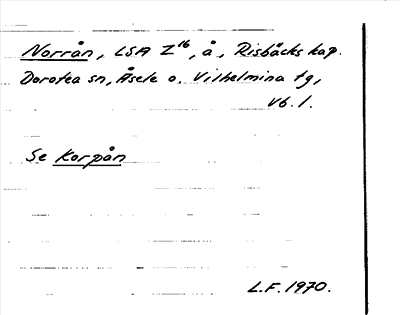 Norrån, LSA Z¹⁶, å, Risbäcks kap.
Dorotea sn, Åsele o. Vilhelmina tg,
Vb. l.
Se Korpån
L.F. 1970.